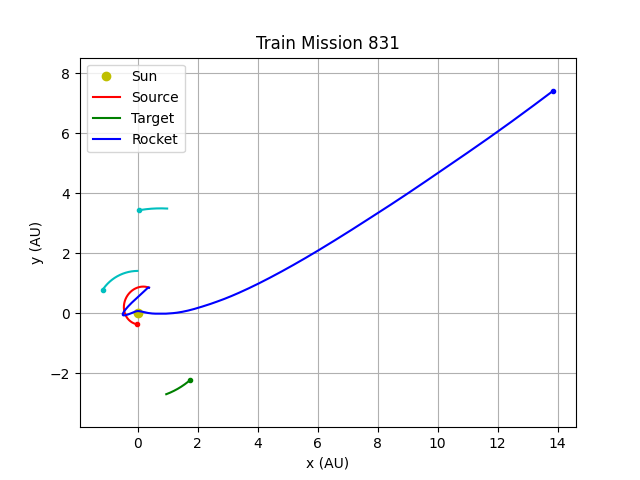 Train Mission 831
Sun
Source
Target
Rocket
8
6
4
2
0
−2
y (AU)
0 2 4 6 8 10 12 14
x (AU)